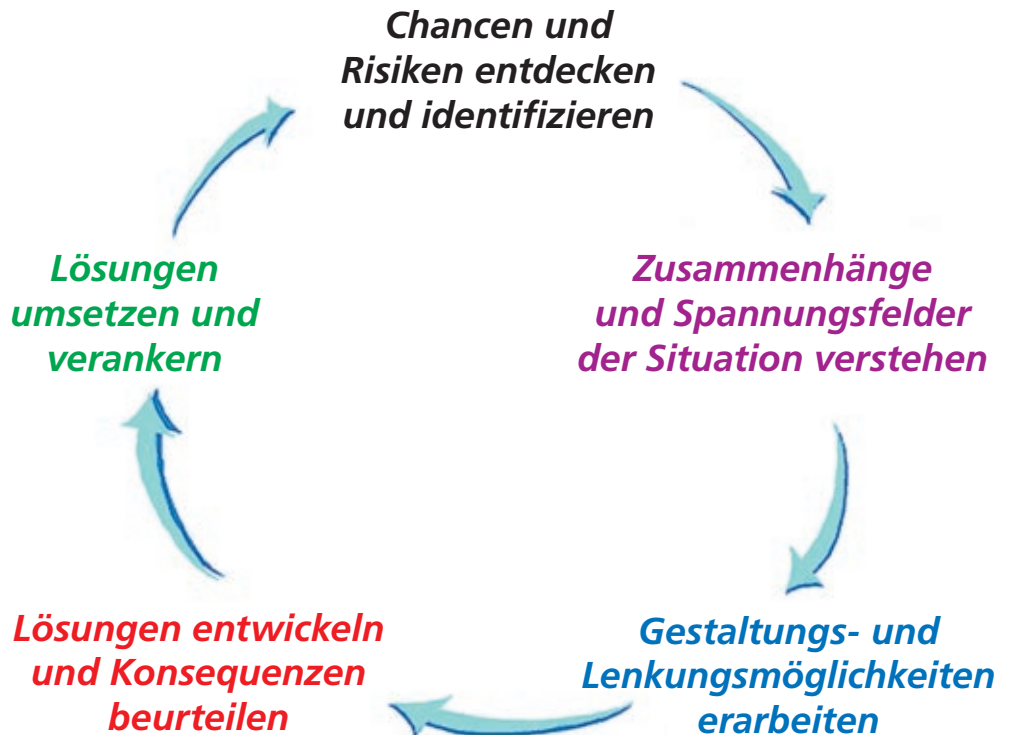 Chancen und
Risiken entdecken
und identifizieren
Zusammenhänge
und Spannungsfelder
der Situation verstehen
Gestaltungs- und
Lenkungsmöglichkeiten
erarbeiten
Lösungen entwickeln
und Konsequenzen
beurteilen
Lösungen
umsetzen und
verankern